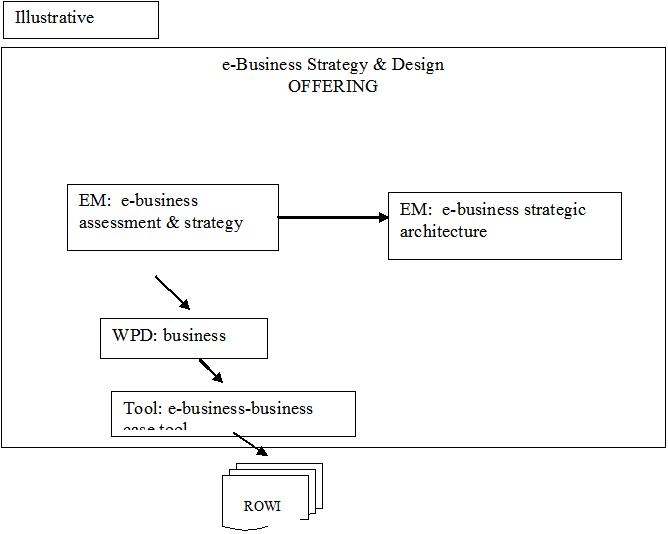 Illustrative
e-Business Strategy & Design
OFFERING
EM: e-business
assessment & strategy
EM: e-business strategic
architecture
WPD: business
Tool: e-business-business
case tool
ROWI